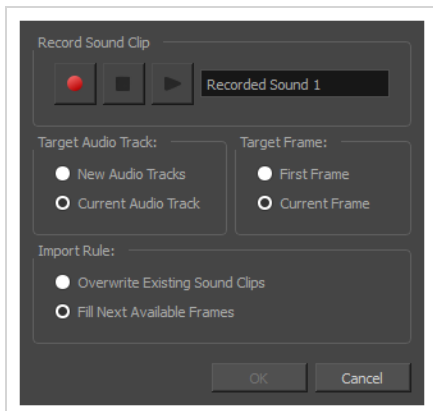 Record Sound Clip
Recorded Sound 1
Target Audio Track:
Target Frame:
New Audio Tracks
First Frame
Current Audio Track
Current Frame
Import Rule:
Overwrite Existing Sound Clips
Fill Next Available Frames
OK
Cancel